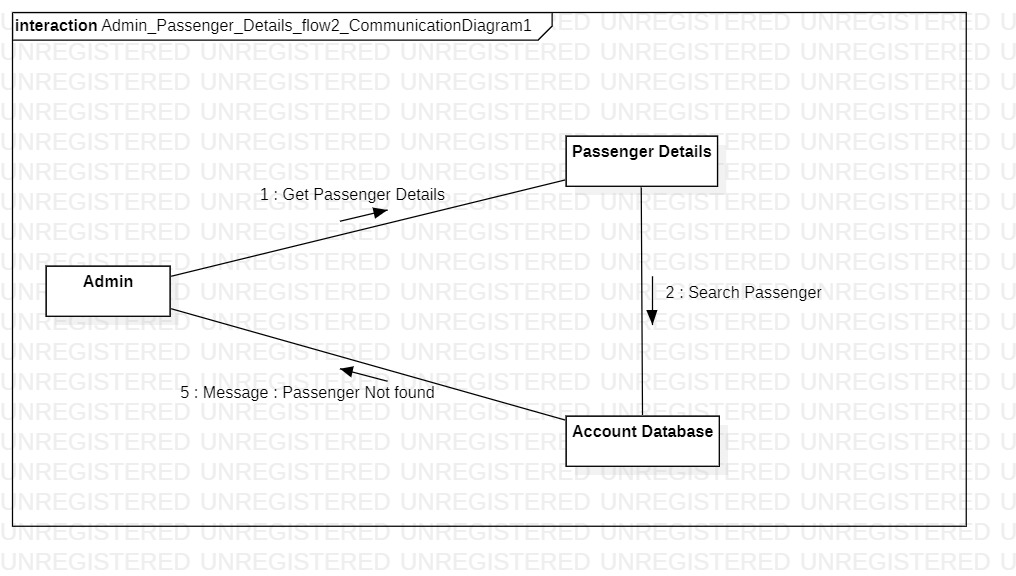 interaction Admin_Passenger_Details_flow2_CommunicationDiagram1
Passenger Details
1 : Get Passenger Details
Admin
2 : Search Passenger
5 : Message : Passenger Not found
Account Database
UNREGISTERED